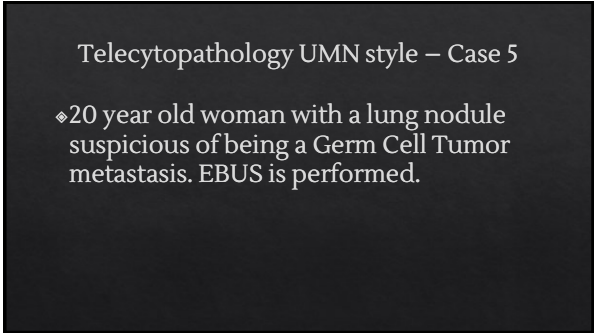 Telecytopathology UMN style – Case 5
20 year old woman with a lung nodule
suspicious of being a Germ Cell Tumor
metastasis. EBUS is performed.